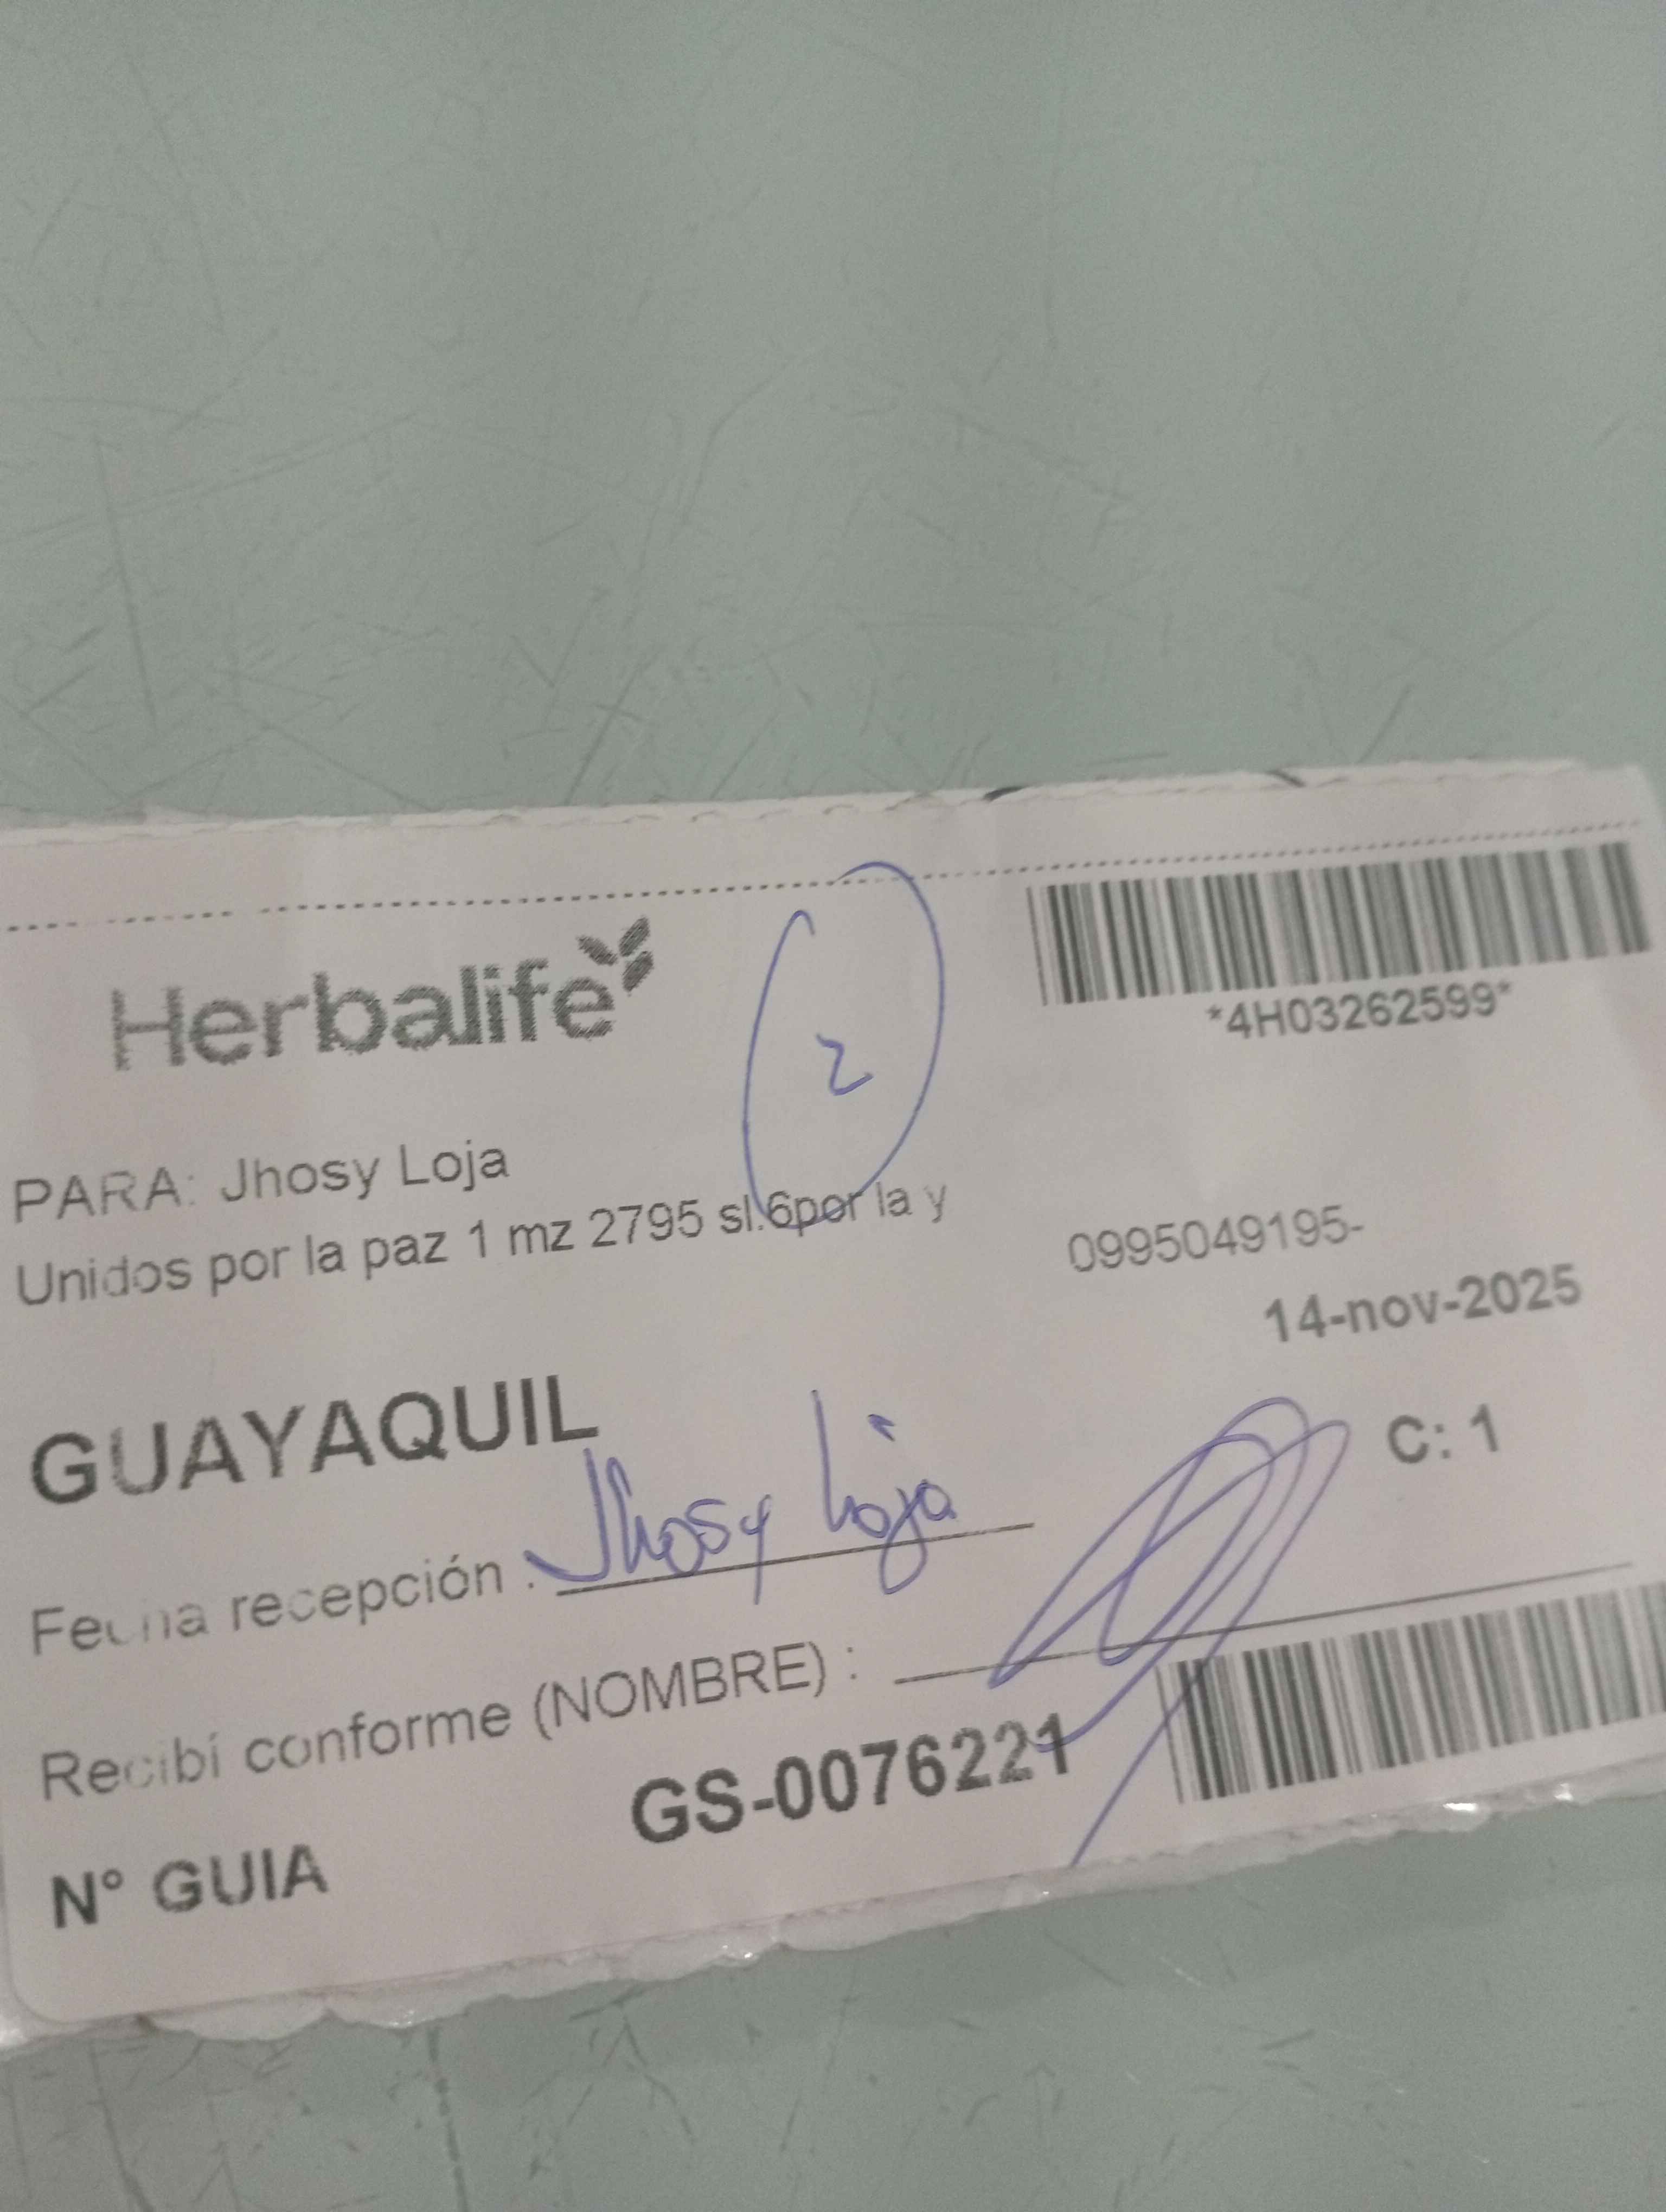 Herbalife
2
*4H03262599*
PARA: Jhosy Loja
Unidos por la paz 1 mz 2795 sl.6por la y
0995049195-
14-nov-2025
GUAYAQUIL
C: 1
Fecha recepción : Jhosy Loja
Recibí conforme (NOMBRE) :
N° GUIA GS-0076221